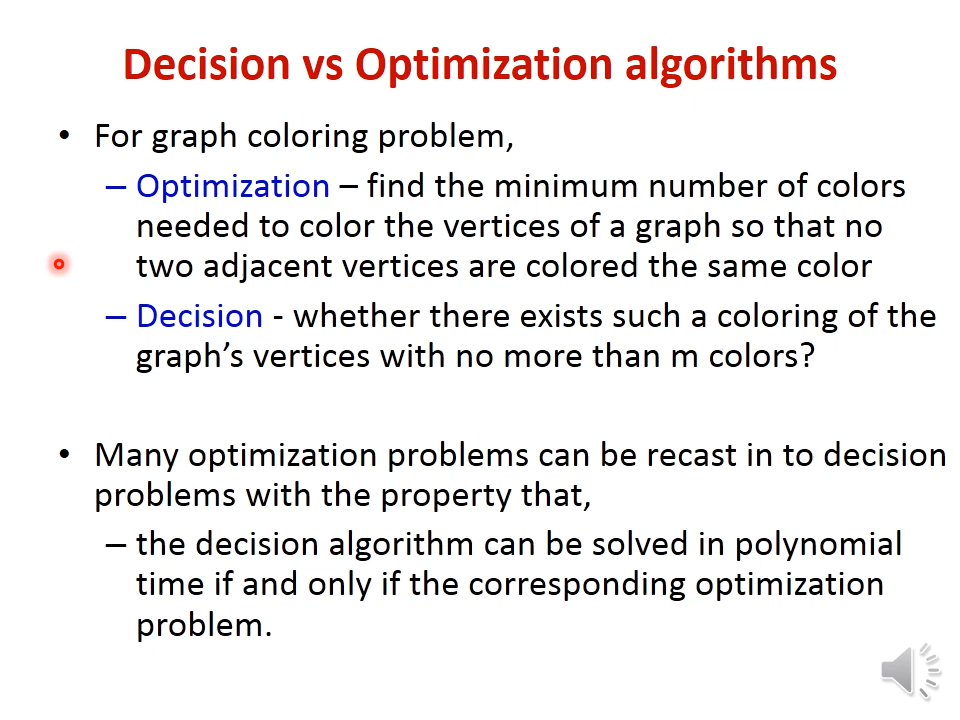 Decision vs Optimization algorithms
• For graph coloring problem,
– Optimization – find the minimum number of colors
needed to color the vertices of a graph so that no
two adjacent vertices are colored the same color
– Decision - whether there exists such a coloring of the
graph’s vertices with no more than m colors?
• Many optimization problems can be recast in to decision
problems with the property that,
– the decision algorithm can be solved in polynomial
time if and only if the corresponding optimization
problem.